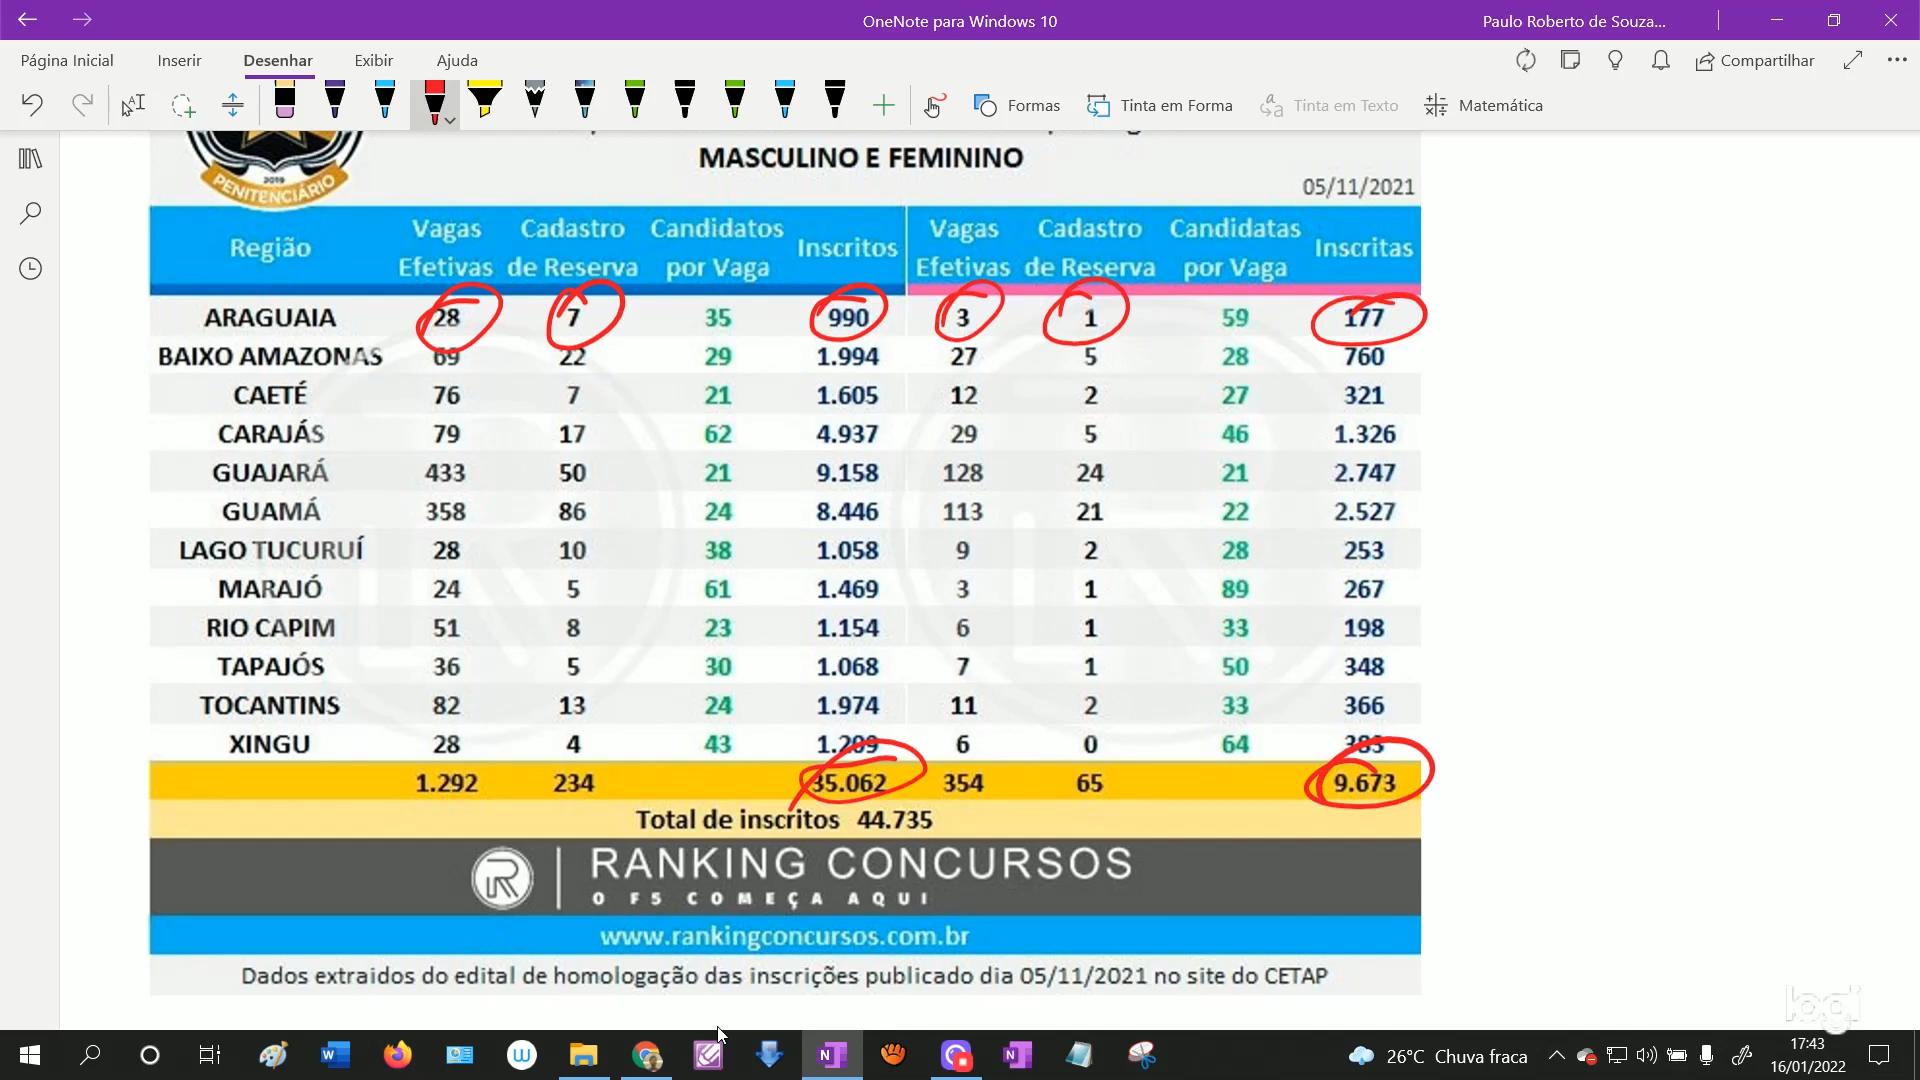 OneNote para Windows 10
Paulo Roberto de Souza...
Página Inicial Inserir Desenhar Exibir Ajuda
Compartilhar
Formas Tinta em Forma Tinta em Texto Matemática
2019
PENITENCIÁRIO
MASCULINO E FEMININO
05/11/2021
Região Vagas Efetivas Cadastro de Reserva Candidatos por Vaga Inscritos Vagas Efetivas Cadastro de Reserva Candidatas por Vaga Inscritas
ARAGUAIA 28 7 35 990 3 1 59 177
BAIXO AMAZONAS 69 22 29 1.994 27 5 28 760
CAETÉ 76 7 21 1.605 12 2 27 321
CARAJÁS 79 17 62 4.937 29 5 46 1.326
GUAJARÁ 433 50 21 9.158 128 24 21 2.747
GUAMÁ 358 86 24 8.446 113 21 22 2.527
LAGO TUCURUÍ 28 10 38 1.058 9 2 28 253
MARAJÓ 24 5 61 1.469 3 1 89 267
RIO CAPIM 51 8 23 1.154 6 1 33 198
TAPAJÓS 36 5 30 1.068 7 1 50 348
TOCANTINS 82 13 24 1.974 11 2 33 366
XINGU 28 4 43 1.209 6 0 64 383
1.292 234 35.062 354 65 9.673
Total de inscritos 44.735
R RANKING CONCURSOS
O F5 COMEÇA AQUI
www.rankingconcursos.com.br
Dados extraidos do edital de homologação das inscrições publicado dia 05/11/2021 no site do CETAP
logi
26°C Chuva fraca
17:43
16/01/2022